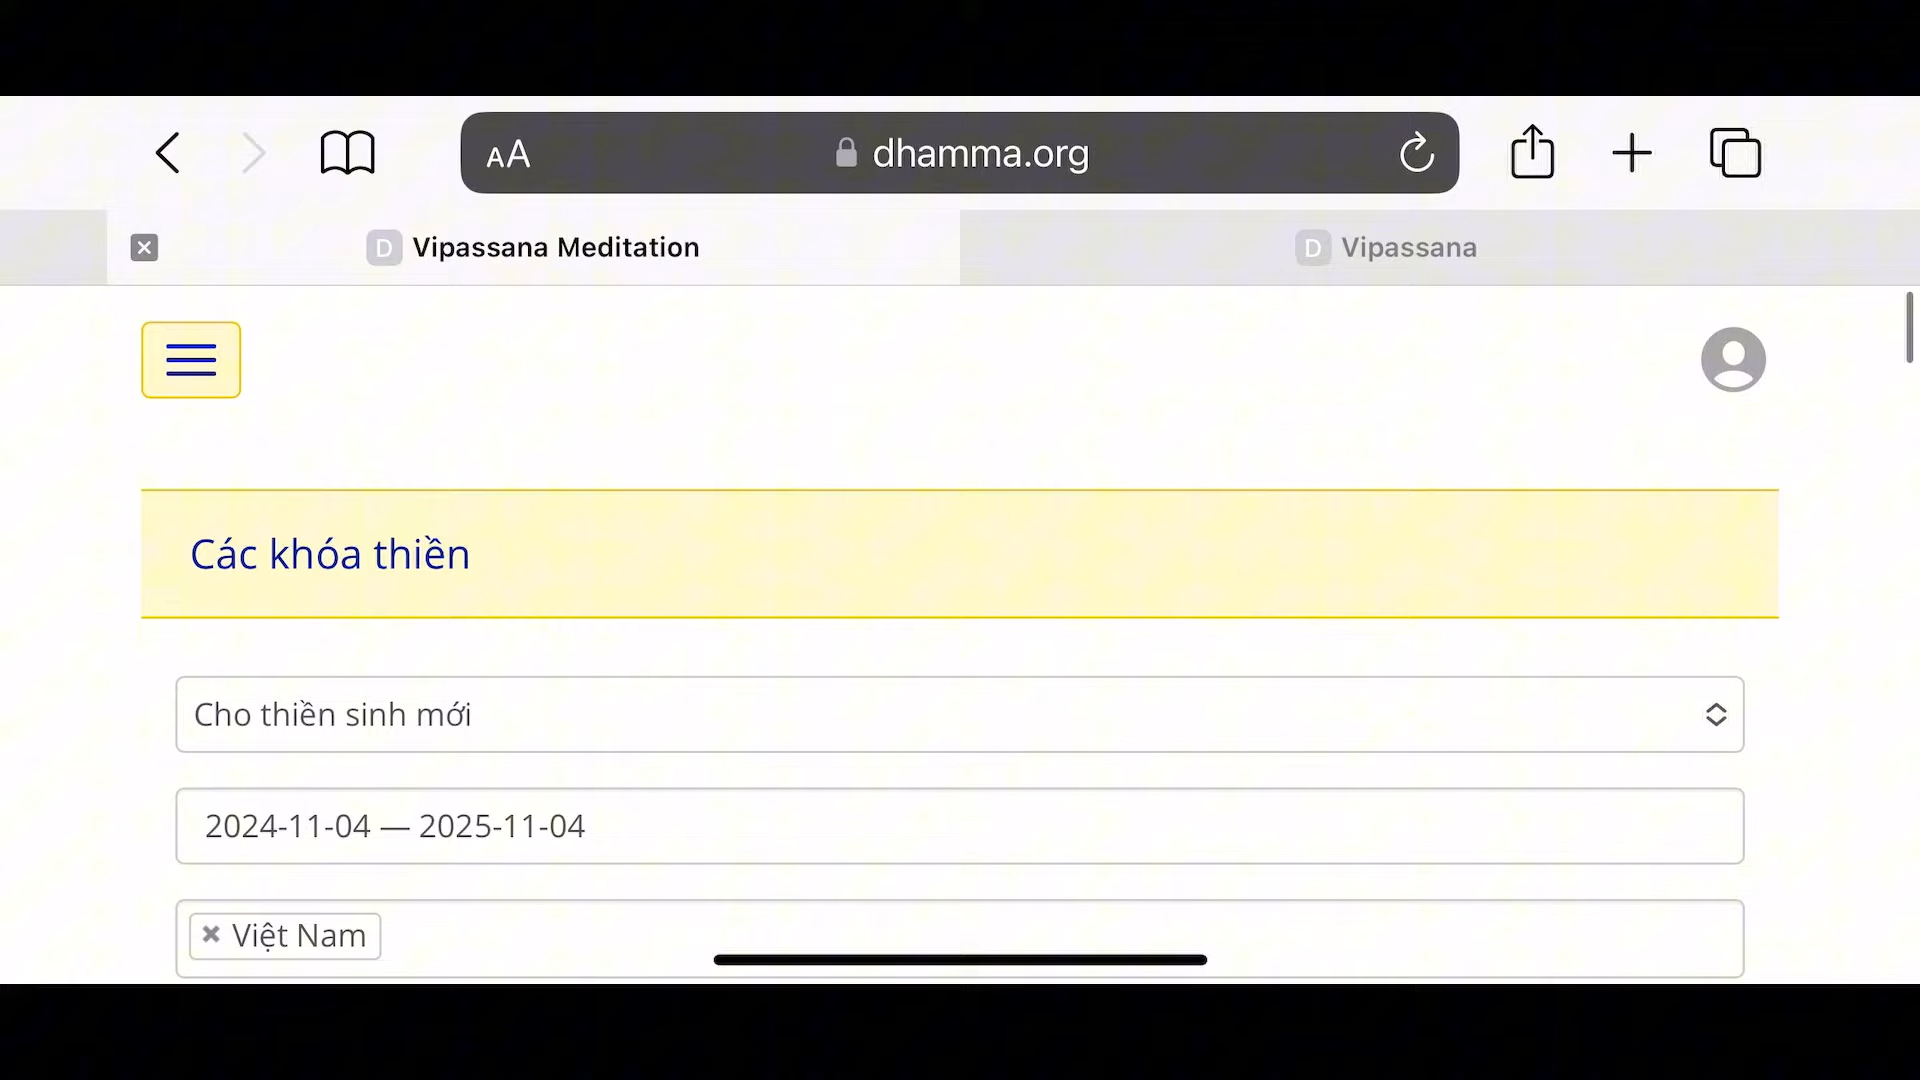 AA
dhamma.org
D Vipassana Meditation
D Vipassana
Các khóa thiền
Cho thiền sinh mới
2024-11-04 — 2025-11-04
Việt Nam